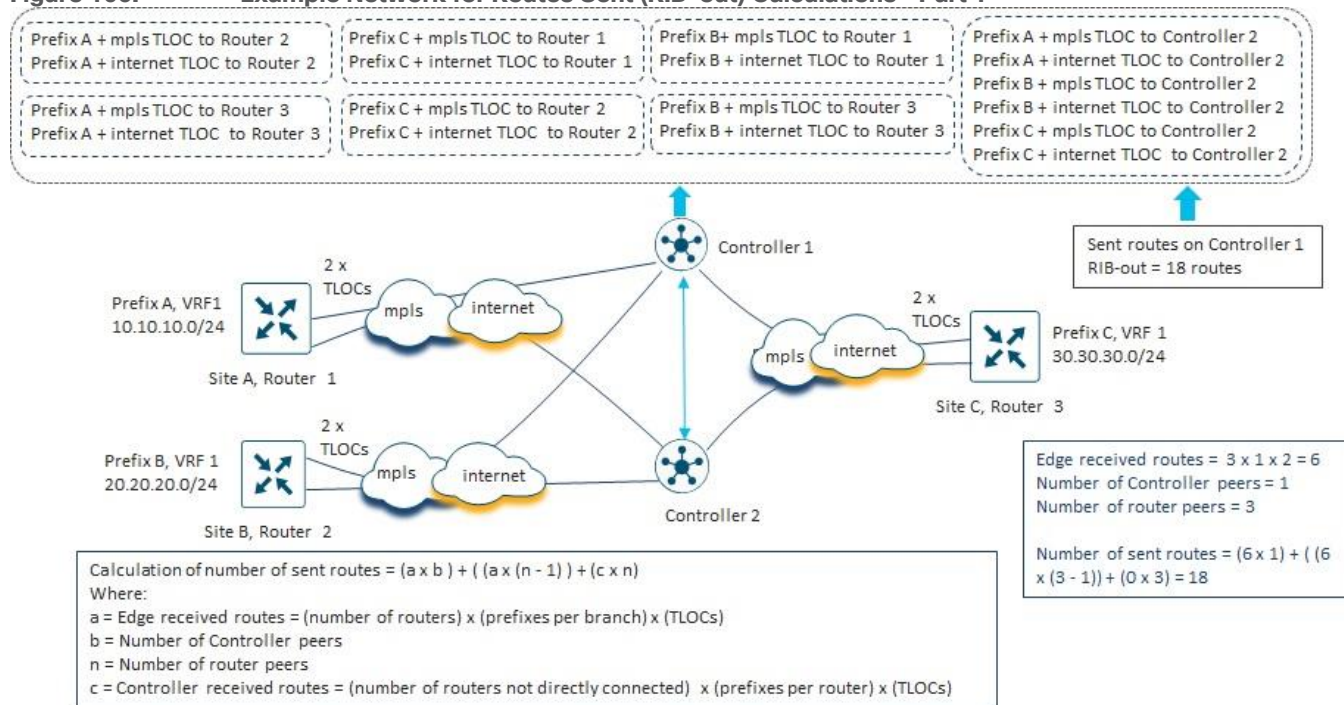 Prefix A + mpls TLOC to Router 2
Prefix A + internet TLOC to Router 2
Prefix C + mpls TLOC to Router 1
Prefix C + internet TLOC to Router 1
Prefix B+ mpls TLOC to Router 1
Prefix B + internet TLOC to Router 1
Prefix A + mpls TLOC to Controller 2
Prefix A + internet TLOC to Controller 2
Prefix B + mpls TLOC to Controller 2
Prefix B + internet TLOC to Controller 2
Prefix C + mpls TLOC to Controller 2
Prefix C + internet TLOC to Controller 2
Prefix A + mpls TLOC to Router 3
Prefix A + internet TLOC to Router 3
Prefix C + mpls TLOC to Router 2
Prefix C + internet TLOC to Router 2
Prefix B + mpls TLOC to Router 3
Prefix B + internet TLOC to Router 3
Controller 1
Sent routes on Controller 1
RIB-out = 18 routes
2 x
TLOCs
Prefix A, VRF1
10.10.10.0/24
mpls
internet
Site A, Router 1
2 x
TLOCs
mpls
internet
Prefix C, VRF 1
30.30.30.0/24
Site C, Router 3
2 x
TLOCs
Prefix B, VRF 1
20.20.20.0/24
mpls
internet
Site B, Router 2
Controller 2
Edge received routes = 3 x 1 x 2 = 6
Number of Controller peers = 1
Number of router peers = 3
Number of sent routes = (6 x 1) + ( (6
x (3 - 1)) + (0 x 3) = 18
Calculation of number of sent routes = (a x b ) + ( (a x (n - 1) ) + (c x n)
Where:
a = Edge received routes = (number of routers) x (prefixes per branch) x (TLOCs)
b = Number of Controller peers
n = Number of router peers
c = Controller received routes = (number of routers not directly connected) x (prefixes per router) x (TLOCs)